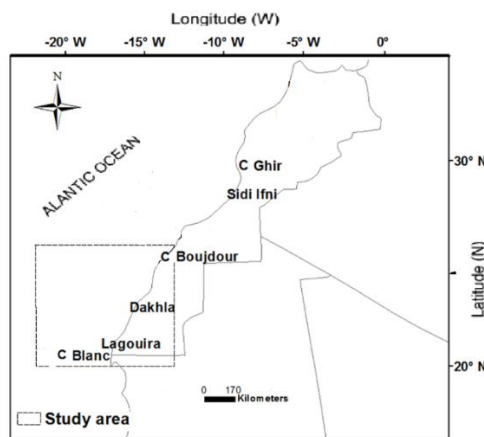 Longitude (W)
-20° W -15° W -10° W -5° W 0°
N
ALANTIC OCEAN
C Ghir
30° N
Sidi Ifni
C Boujdour
Latitude (N)
Dakhla
Lagouira
C Blanc
20° N
0 170
Kilometers
Study area